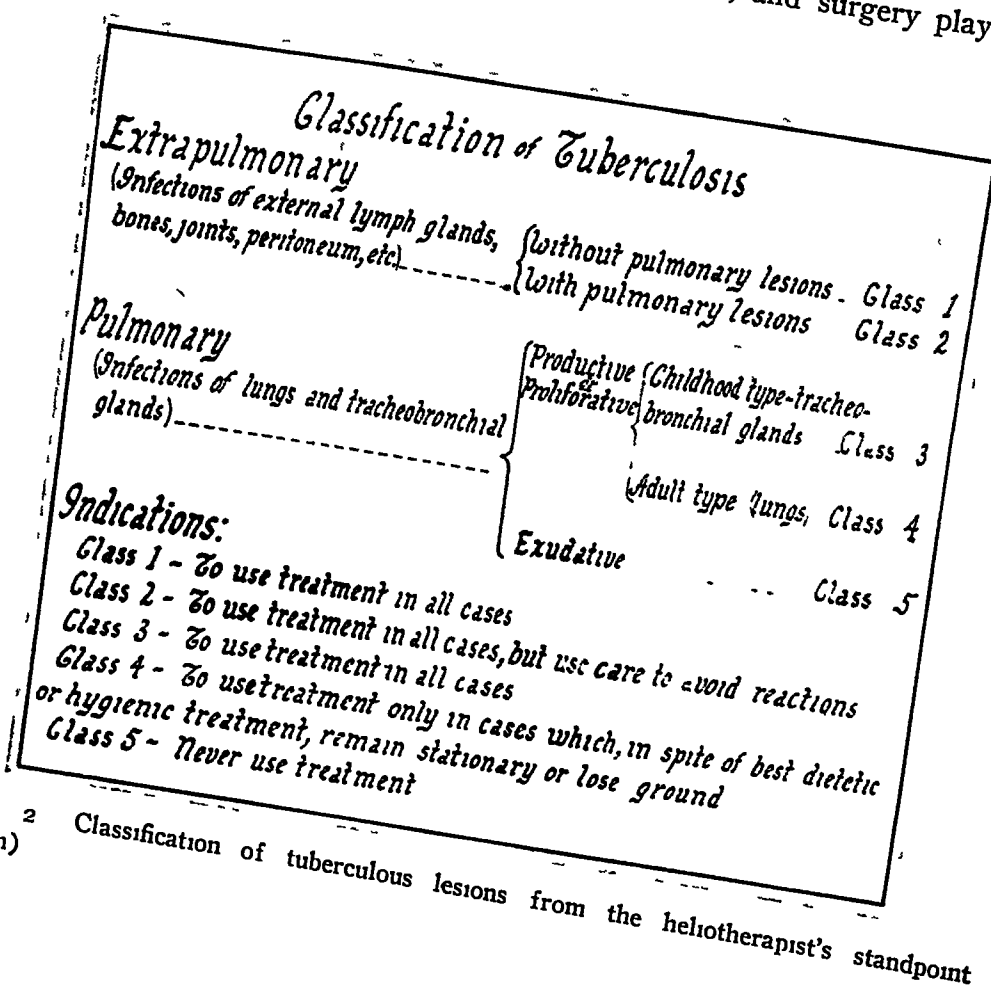 and surgery play
Classification of Tuberculosis
Extrapulmonary
(Infections of external lymph glands,
bones, joints, peritoneum, etc.)
{without pulmonary lesions - Class 1
{with pulmonary lesions Class 2
Pulmonary
(Infections of lungs and tracheobronchial
glands)
{Productive
or
Proliforative
{Childhood type-tracheo-
bronchial glands Class 3
{Adult type lungs, Class 4
Exudative Class 5
Indications:
Class 1 - To use treatment in all cases
Class 2 - To use treatment in all cases, but use care to avoid reactions
Class 3 - To use treatment in all cases
Class 4 - To use treatment only in cases which, in spite of best dietetic
or hygienic treatment, remain stationary or lose ground
Class 5 - Never use treatment
2 Classification of tuberculous lesions from the heliotherapist's standpoint